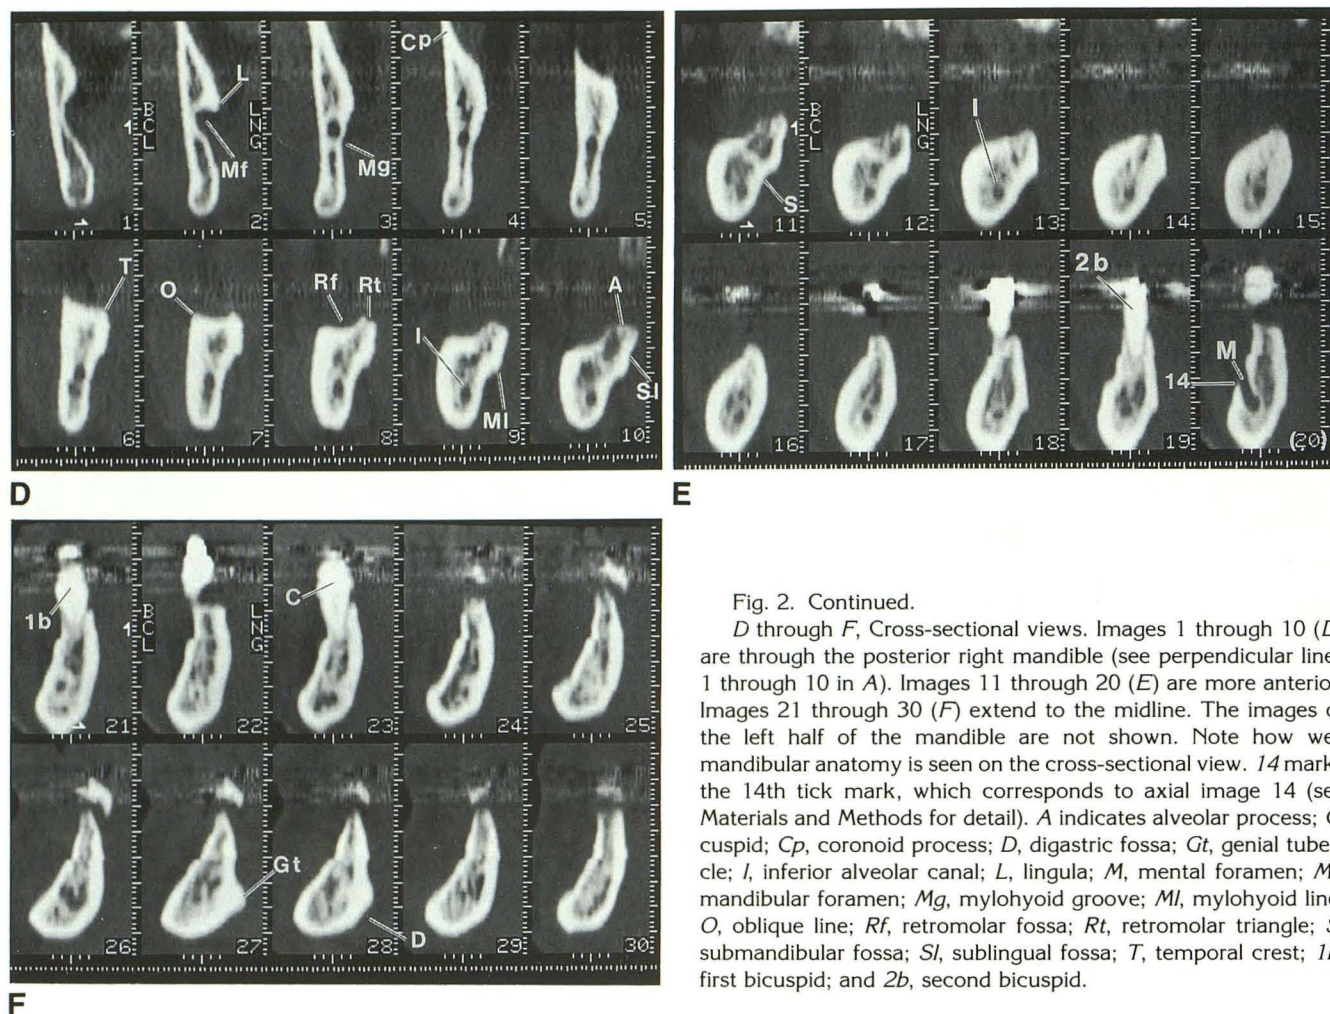 Cp
L
B
C
L
L
N
G
Mf
Mg
1
2
3
4
5
T
O
Rf
Rt
A
I
Ml
Sl
6
7
8
9
10
D
I
B
C
L
L
N
G
S
11
12
13
14
15
2b
M
14
16
17
18
19
(20)
E
1b
C
B
C
L
L
N
G
21
22
23
24
25
Gt
D
26
27
28
29
30
F
Fig. 2. Continued.
D through F, Cross-sectional views. Images 1 through 10 (D
are through the posterior right mandible (see perpendicular line
1 through 10 in A). Images 11 through 20 (E) are more anterio
Images 21 through 30 (F) extend to the midline. The images o
the left half of the mandible are not shown. Note how we
mandibular anatomy is seen on the cross-sectional view. 14 mark
the 14th tick mark, which corresponds to axial image 14 (se
Materials and Methods for detail). A indicates alveolar process; C
cuspid; Cp, coronoid process; D, digastric fossa; Gt, genial tube
cle; I, inferior alveolar canal; L, lingula; M, mental foramen; M
mandibular foramen; Mg, mylohyoid groove; Ml, mylohyoid line
O, oblique line; Rf, retromolar fossa; Rt, retromolar triangle; S
submandibular fossa; Sl, sublingual fossa; T, temporal crest; 1b
first bicuspid; and 2b, second bicuspid.